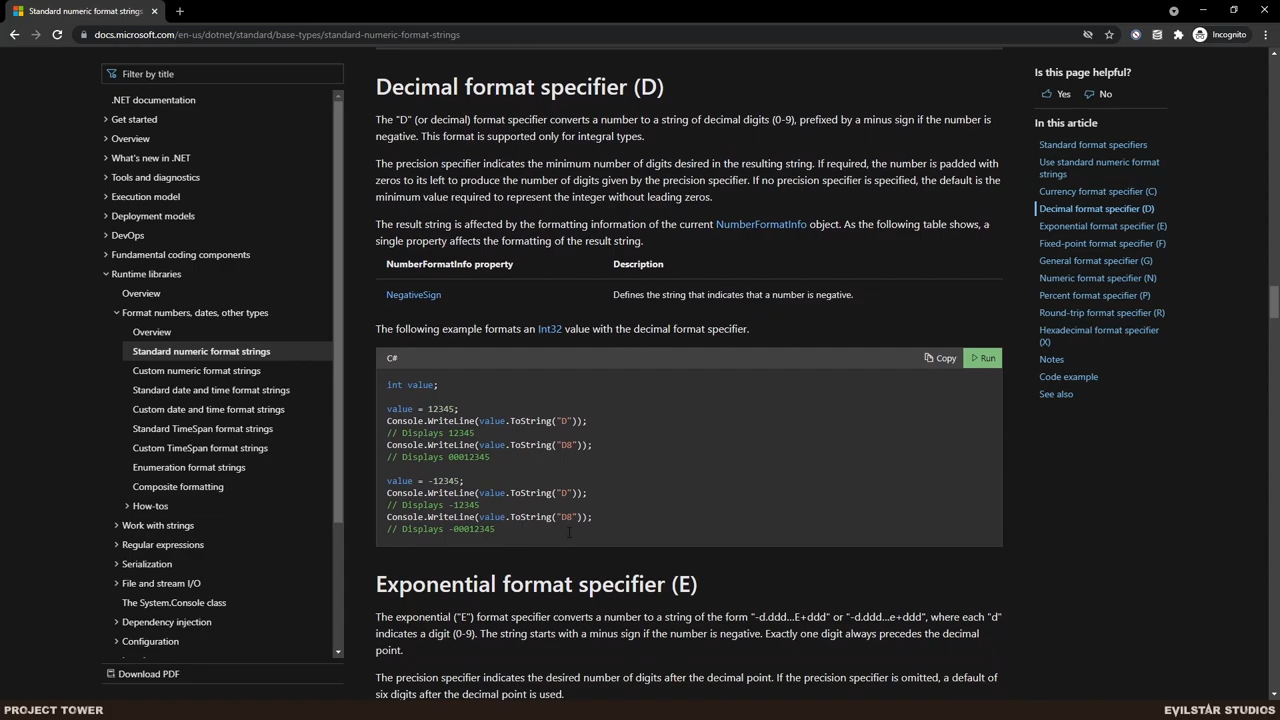 Standard numeric format strings
docs.microsoft.com/en-us/dotnet/standard/base-types/standard-numeric-format-strings
Incognito
Filter by title
.NET documentation
Get started
Overview
What's new in .NET
Tools and diagnostics
Execution model
Deployment models
DevOps
Fundamental coding components
Runtime libraries
Overview
Format numbers, dates, other types
Overview
Standard numeric format strings
Custom numeric format strings
Standard date and time format strings
Custom date and time format strings
Standard TimeSpan format strings
Custom TimeSpan format strings
Enumeration format strings
Composite formatting
How-tos
Work with strings
Regular expressions
Serialization
File and stream I/O
The System.Console class
Dependency injection
Configuration
Download PDF
Decimal format specifier (D)
The "D" (or decimal) format specifier converts a number to a string of decimal digits (0-9), prefixed by a minus sign if the number is
negative. This format is supported only for integral types.
The precision specifier indicates the minimum number of digits desired in the resulting string. If required, the number is padded with
zeros to its left to produce the number of digits given by the precision specifier. If no precision specifier is specified, the default is the
minimum value required to represent the integer without leading zeros.
The result string is affected by the formatting information of the current NumberFormatInfo object. As the following table shows, a
single property affects the formatting of the result string.
NumberFormatInfo property Description
NegativeSign Defines the string that indicates that a number is negative.
The following example formats an Int32 value with the decimal format specifier.
C# Copy Run
int value;
value = 12345;
Console.WriteLine(value.ToString("D"));
// Displays 12345
Console.WriteLine(value.ToString("D8"));
// Displays 00012345
value = -12345;
Console.WriteLine(value.ToString("D"));
// Displays -12345
Console.WriteLine(value.ToString("D8"));
// Displays -00012345
Exponential format specifier (E)
The exponential ("E") format specifier converts a number to a string of the form "-d.ddd…E+ddd" or "-d.ddd…e+ddd", where each "d"
indicates a digit (0-9). The string starts with a minus sign if the number is negative. Exactly one digit always precedes the decimal
point.
The precision specifier indicates the desired number of digits after the decimal point. If the precision specifier is omitted, a default of
six digits after the decimal point is used.
Is this page helpful?
Yes No
In this article
Standard format specifiers
Use standard numeric format
strings
Currency format specifier (C)
Decimal format specifier (D)
Exponential format specifier (E)
Fixed-point format specifier (F)
General format specifier (G)
Numeric format specifier (N)
Percent format specifier (P)
Round-trip format specifier (R)
Hexadecimal format specifier
(X)
Notes
Code example
See also
PROJECT TOWER
EVILSTAR STUDIOS